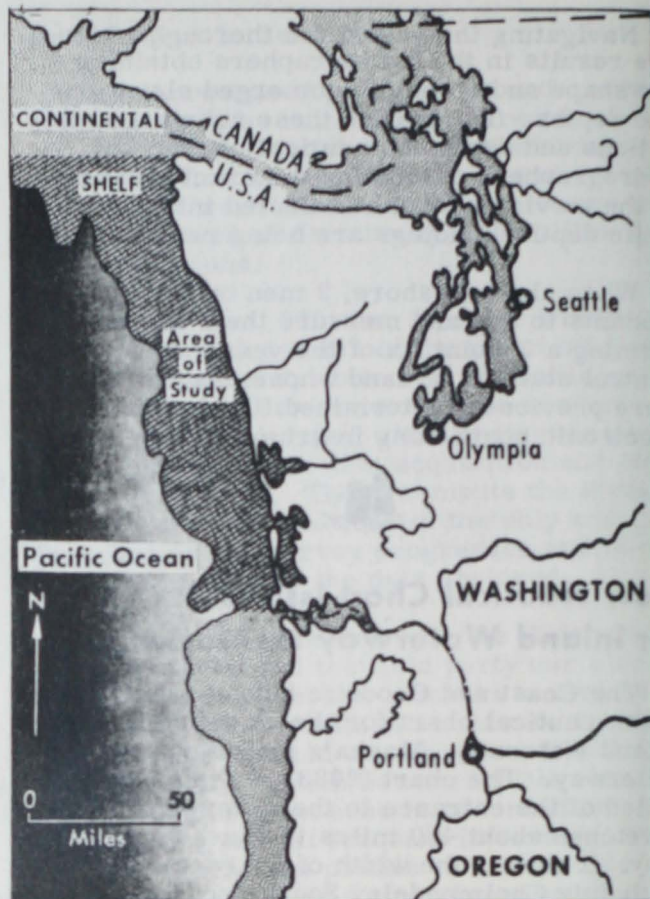 CONTINENTAL
CANADA
U.S.A.
SHELF
Seattle
Area
of
Study
Olympia
Pacific Ocean
N
WASHINGTON
Portland
0 50
Miles
OREGON